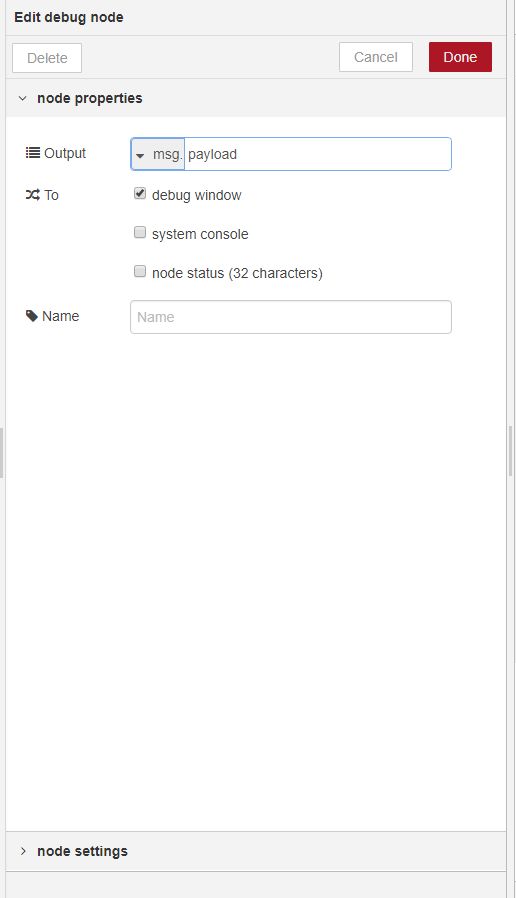 Edit debug node
Delete
Cancel
Done
node properties
Output
msg. payload
To
debug window
system console
node status (32 characters)
Name
Name
node settings